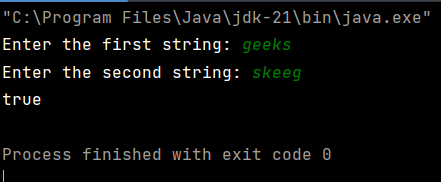 "C:\Program Files\Java\jdk-21\bin\java.exe"
Enter the first string: geeks
Enter the second string: skeeg
true
Process finished with exit code 0